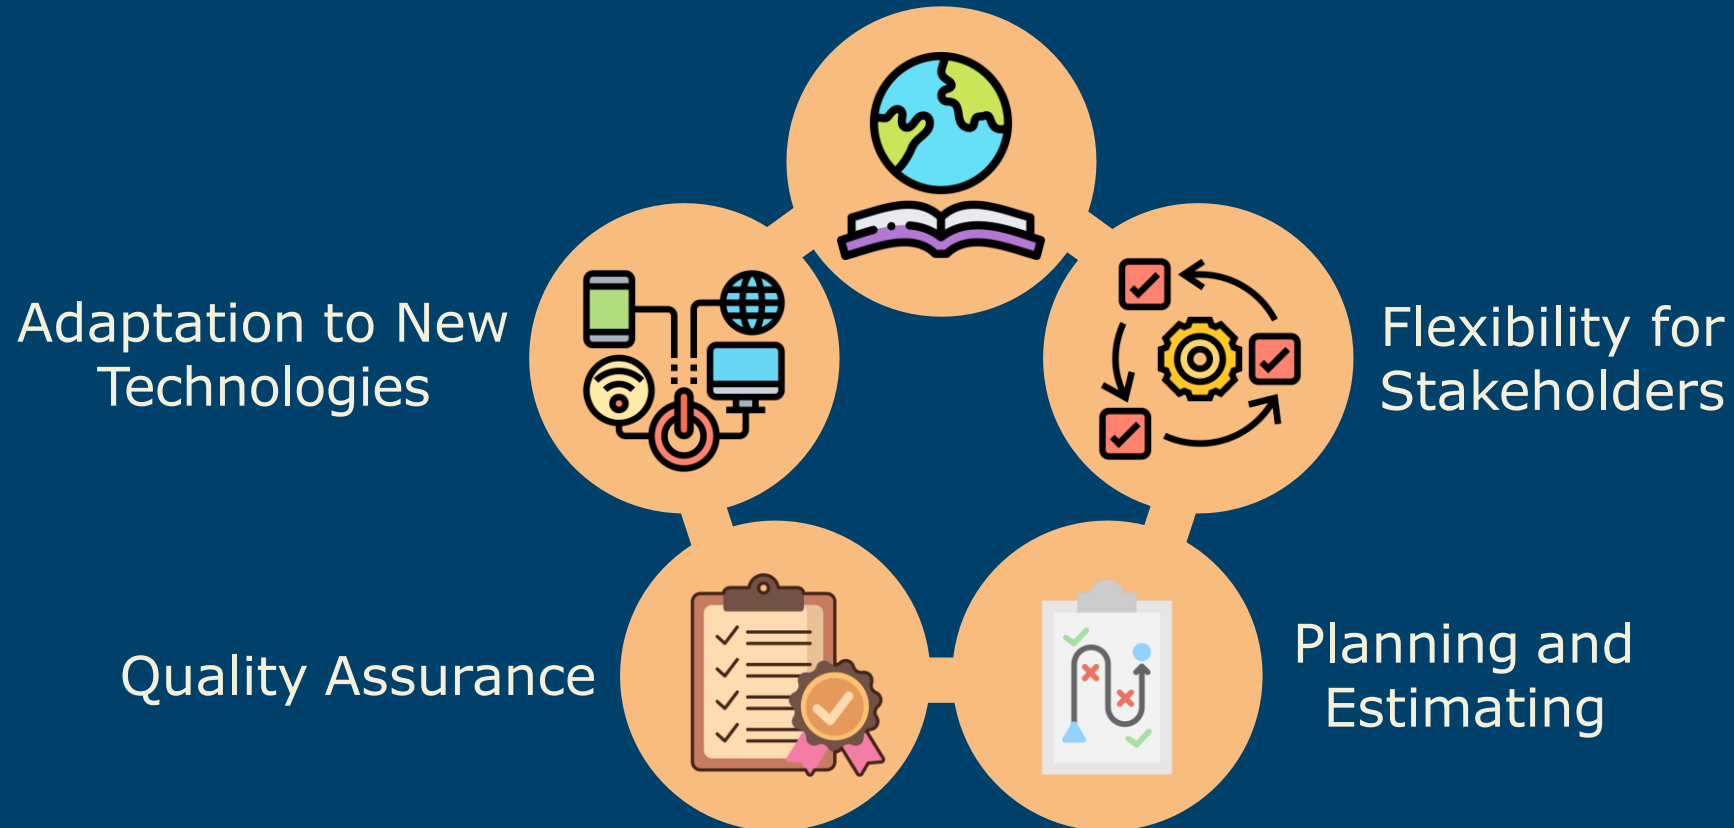 Adaptation to New
Technologies
Flexibility for
Stakeholders
Quality Assurance
Planning and
Estimating